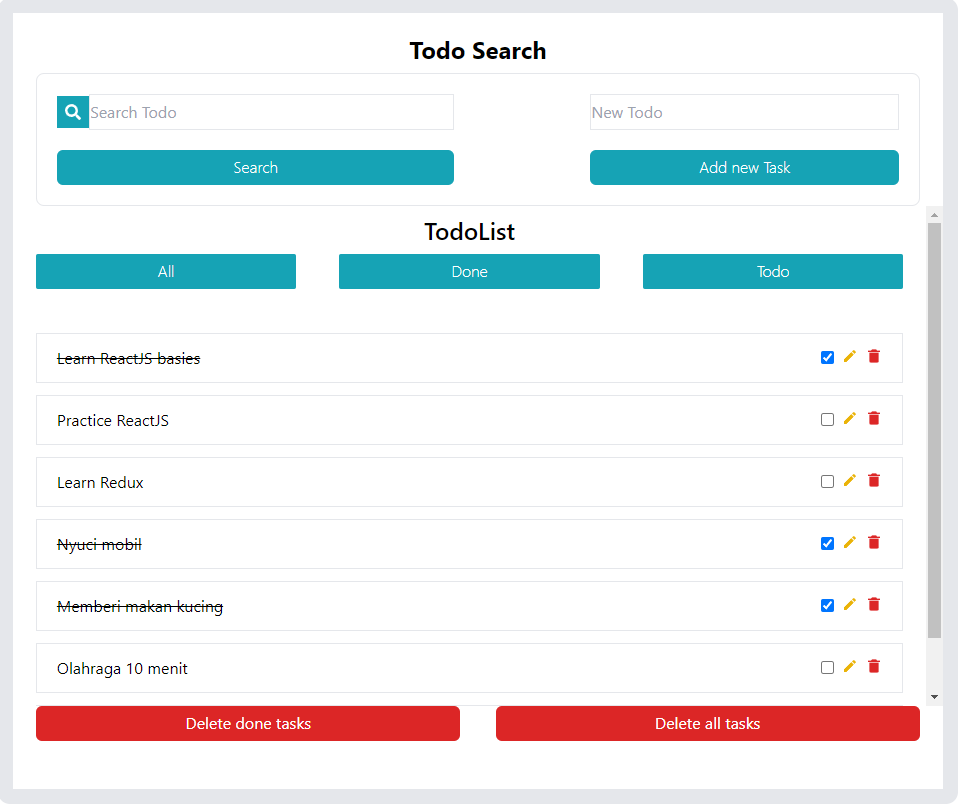 Todo Search
Search Todo
New Todo
Search
Add new Task
TodoList
All
Done
Todo
Learn ReactJS basies
Practice ReactJS
Learn Redux
Nyuci mobil
Memberi makan kucing
Olahraga 10 menit
Delete done tasks
Delete all tasks